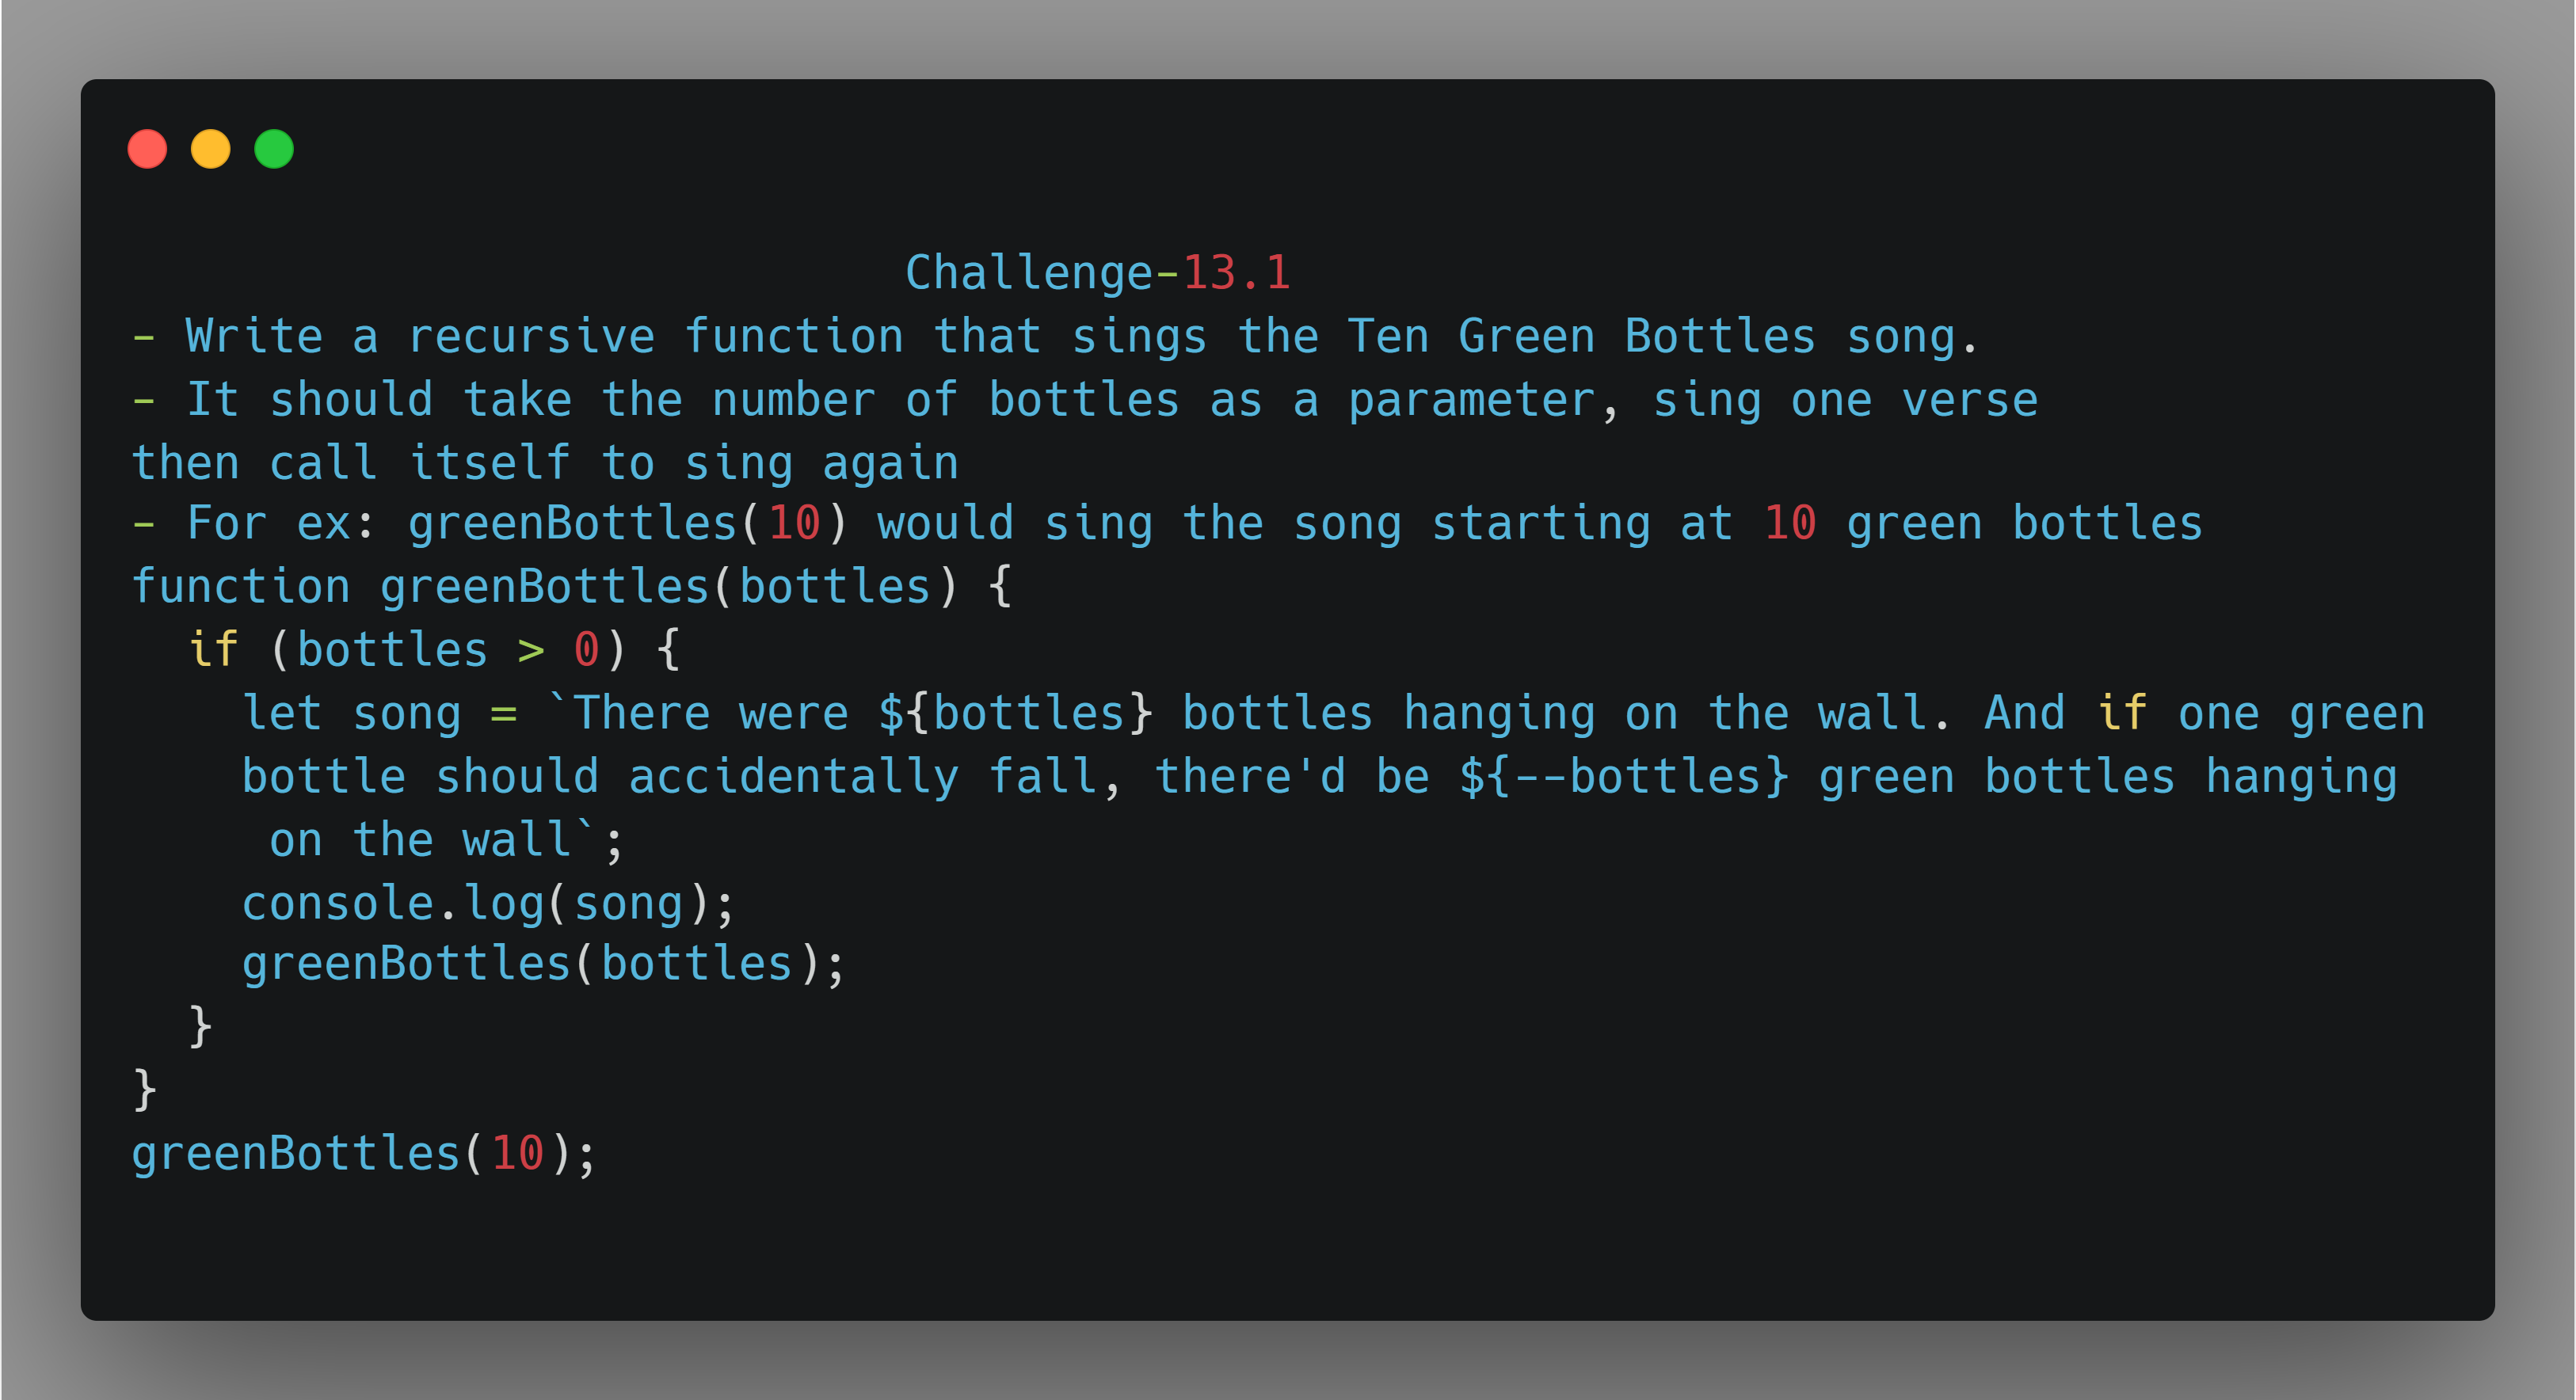 Challenge-13.1
- Write a recursive function that sings the Ten Green Bottles song.
- It should take the number of bottles as a parameter, sing one verse
then call itself to sing again
- For ex: greenBottles(10) would sing the song starting at 10 green bottles
function greenBottles(bottles) {
  if (bottles > 0) {
    let song = `There were ${bottles} bottles hanging on the wall. And if one green
    bottle should accidentally fall, there'd be ${--bottles} green bottles hanging
     on the wall`;
    console.log(song);
    greenBottles(bottles);
  }
}
greenBottles(10);